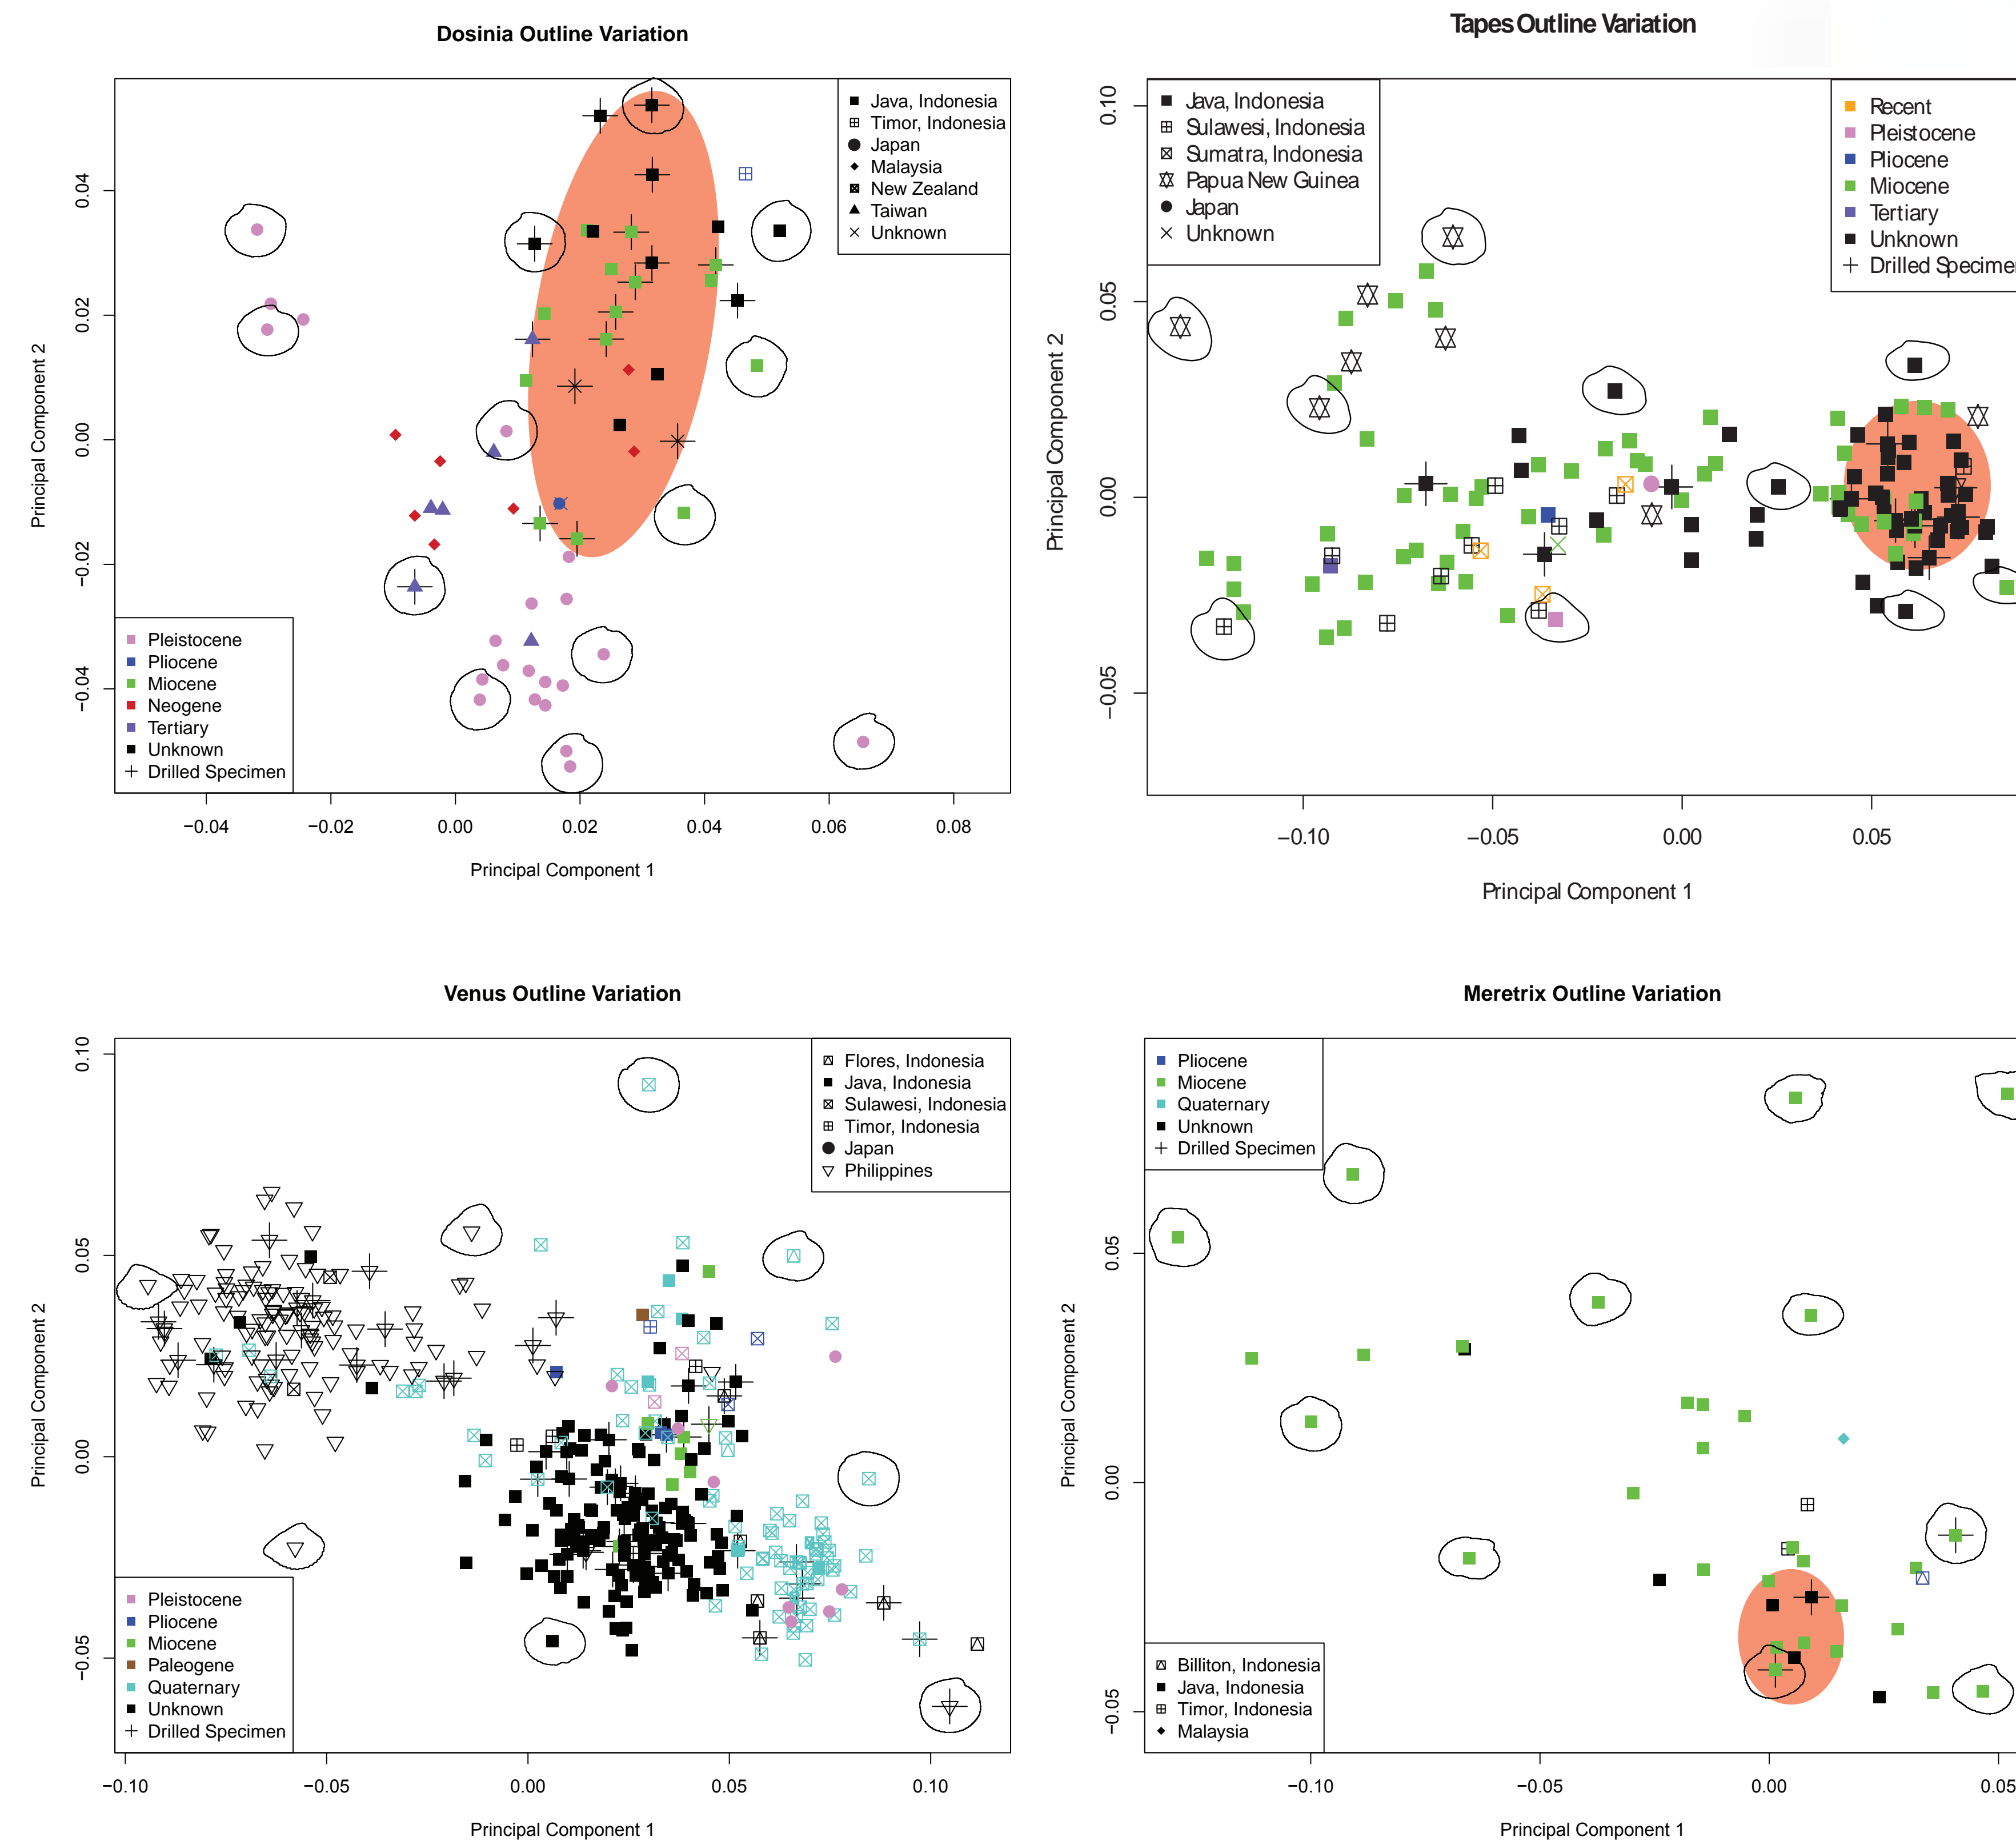 Dosinia Outline Variation
Java, Indonesia
Timor, Indonesia
Japan
Malaysia
New Zealand
Taiwan
Unknown
Principal Component 2
0.04
0.02
0.00
−0.02
−0.04
Pleistocene
Pliocene
Miocene
Neogene
Tertiary
Unknown
Drilled Specimen
−0.04 −0.02 0.00 0.02 0.04 0.06 0.08
Principal Component 1
Tapes Outline Variation
Java, Indonesia
Sulawesi, Indonesia
Sumatra, Indonesia
Papua New Guinea
Japan
Unknown
Recent
Pleistocene
Pliocene
Miocene
Tertiary
Unknown
Drilled Specime
Principal Component 2
0.10
0.05
0.00
−0.05
−0.10 −0.05 0.00 0.05
Principal Component 1
Venus Outline Variation
Flores, Indonesia
Java, Indonesia
Sulawesi, Indonesia
Timor, Indonesia
Japan
Philippines
Principal Component 2
0.10
0.05
0.00
−0.05
Pleistocene
Pliocene
Miocene
Paleogene
Quaternary
Unknown
Drilled Specimen
−0.10 −0.05 0.00 0.05 0.10
Principal Component 1
Meretrix Outline Variation
Pliocene
Miocene
Quaternary
Unknown
Drilled Specimen
Principal Component 2
0.05
0.00
−0.05
Billiton, Indonesia
Java, Indonesia
Timor, Indonesia
Malaysia
−0.10 −0.05 0.00 0.05
Principal Component 1